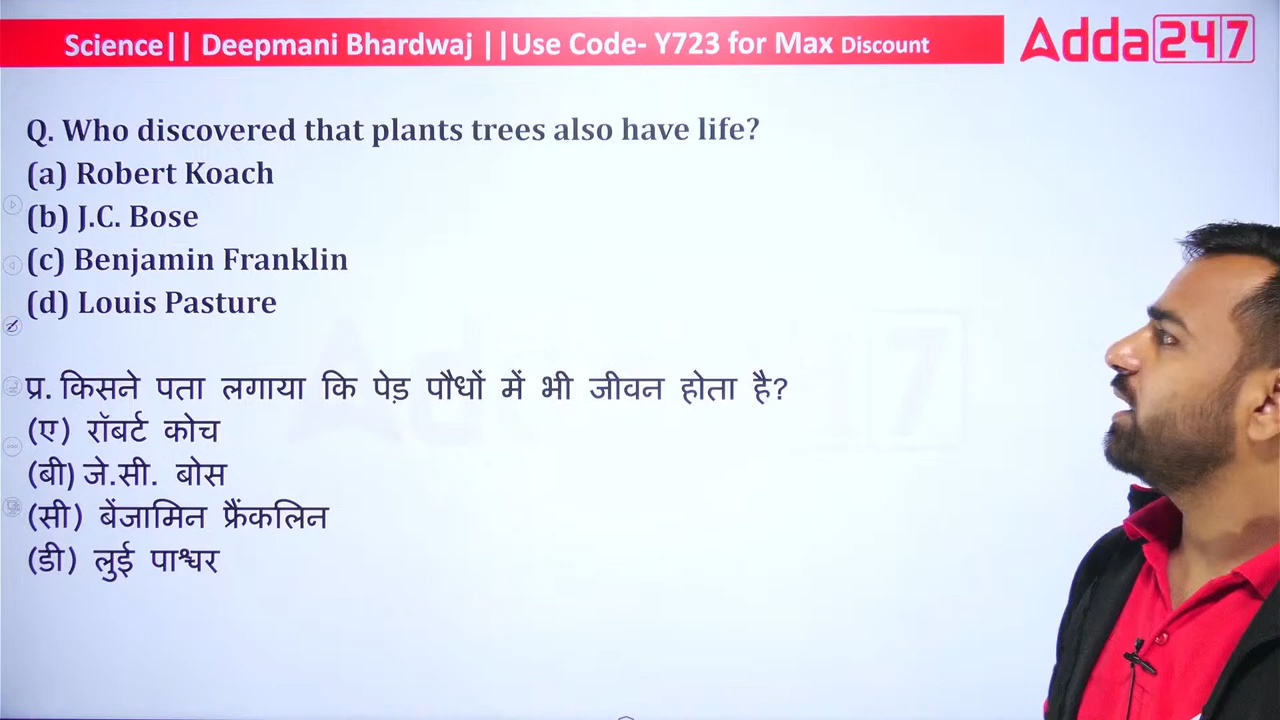 Science|| Deepmani Bhardwaj ||Use Code- Y723 for Max Discount
Adda247
Q. Who discovered that plants trees also have life?
(a) Robert Koach
(b) J.C. Bose
(c) Benjamin Franklin
(d) Louis Pasture
प्र. किसने पता लगाया कि पेड़ पौधों में भी जीवन होता है?
(ए) रॉबर्ट कोच
(बी) जे.सी. बोस
(सी) बेंजामिन फ्रैंकलिन
(डी) लुई पाश्चर